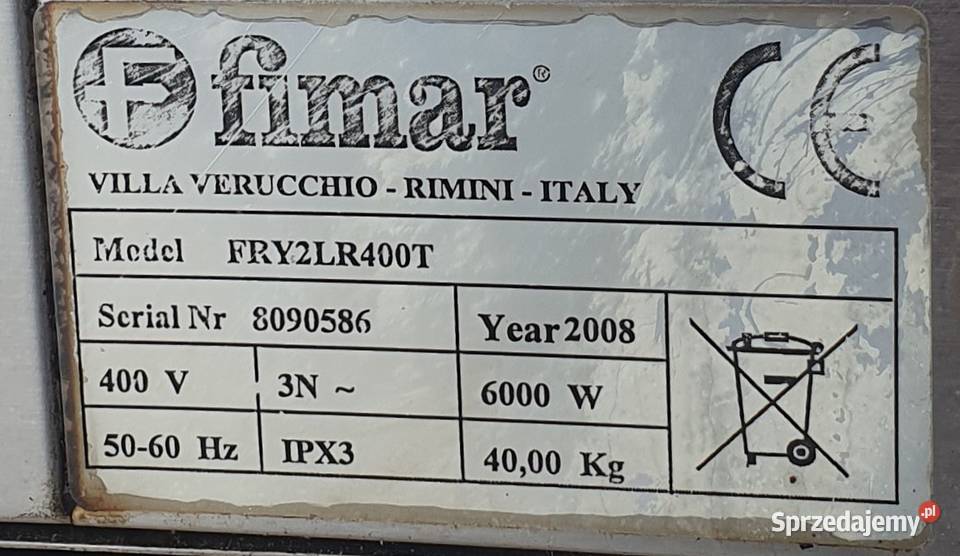 F fimar® CE
VILLA VERUCCHIO - RIMINI - ITALY
Model FRY2LR400T
Serial Nr 8090586 Year 2008
400 V 3N ~ 6000 W
50-60 Hz IPX3 40,00 Kg
Sprzedajemy.pl